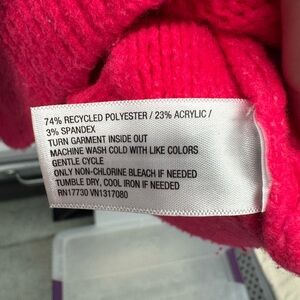 74% RECYCLED POLYESTER / 23% ACRYLIC /
3% SPANDEX
TURN GARMENT INSIDE OUT
MACHINE WASH COLD WITH LIKE COLORS
GENTLE CYCLE
ONLY NON-CHLORINE BLEACH IF NEEDED
TUMBLE DRY, COOL IRON IF NEEDED
RN17730 VN1317080